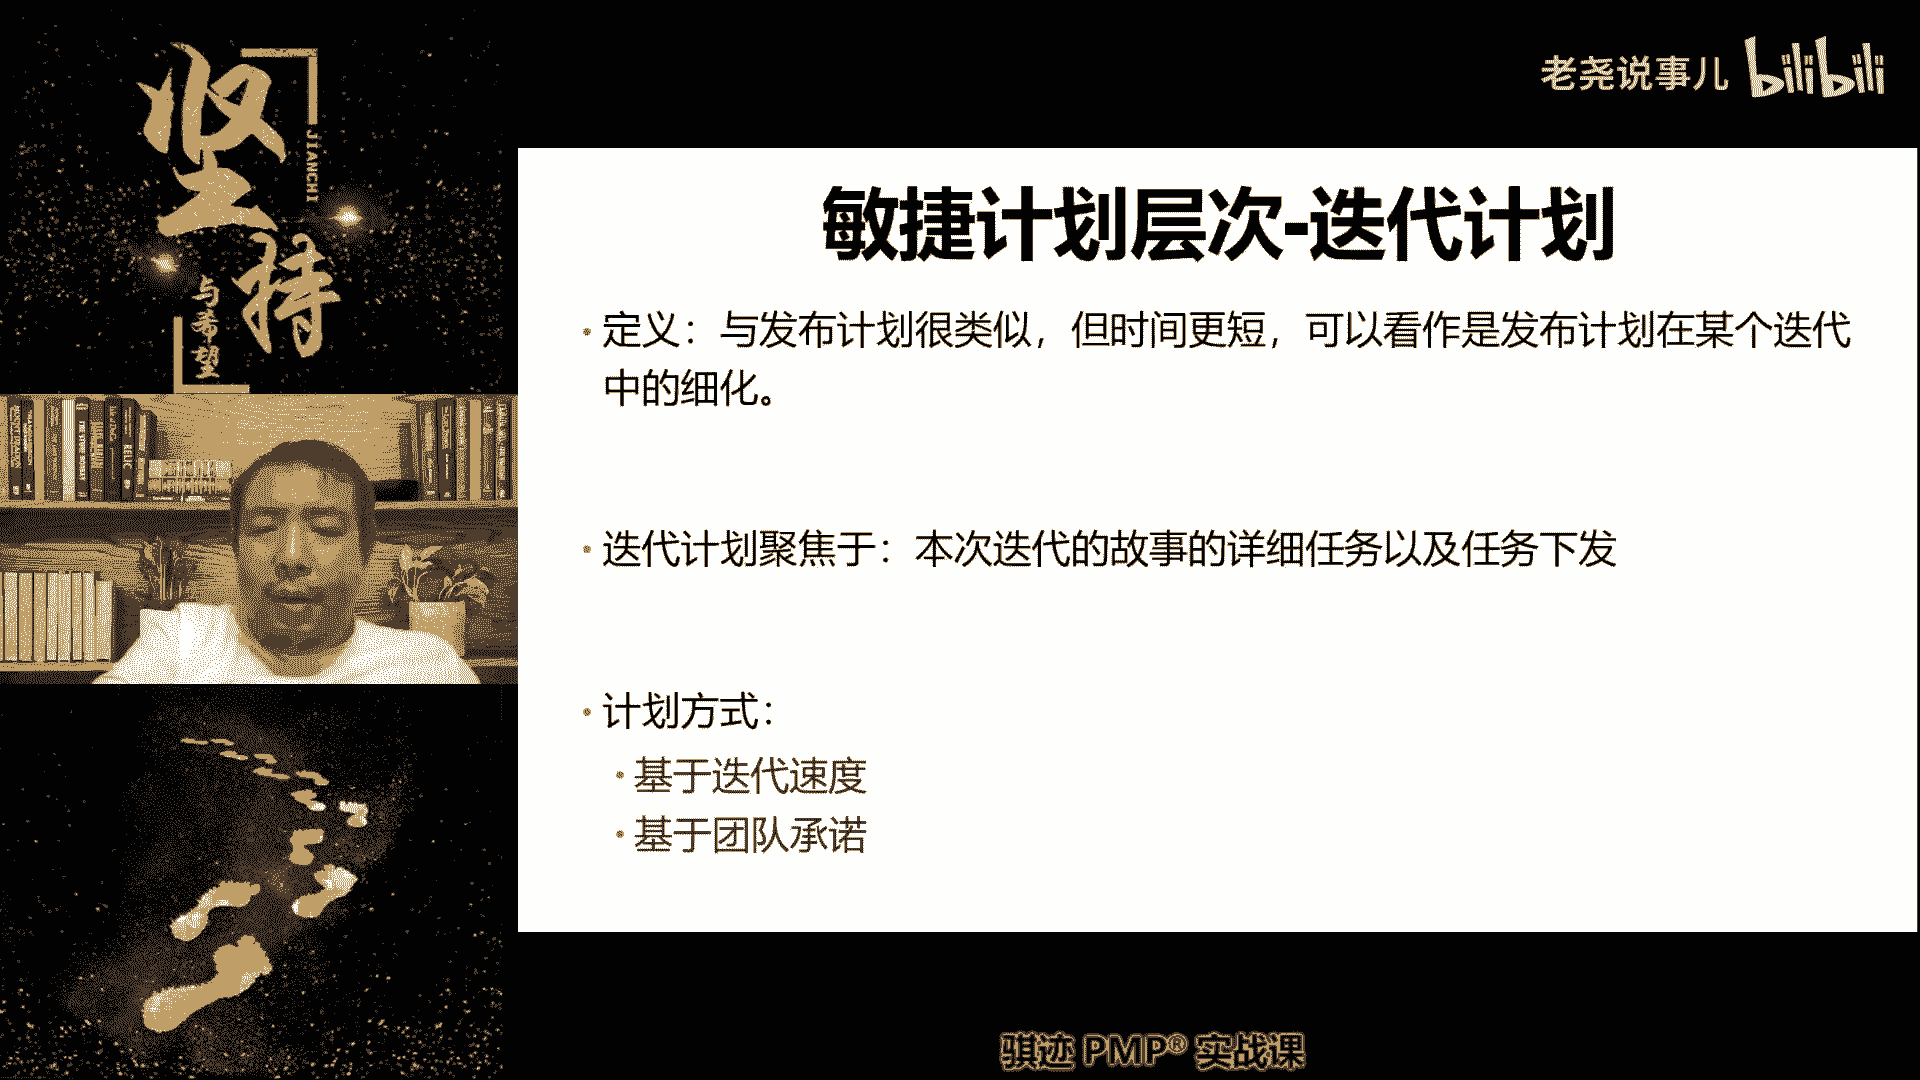 坚持
JIANCHI
与希望
老尧说事儿 bilibili
敏捷计划层次-迭代计划
• 定义：与发布计划很类似，但时间更短，可以看作是发布计划在某个迭代
中的细化。
• 迭代计划聚焦于：本次迭代的故事的详细任务以及任务下发
• 计划方式：
• 基于迭代速度
• 基于团队承诺
骐迹 PMP® 实战课